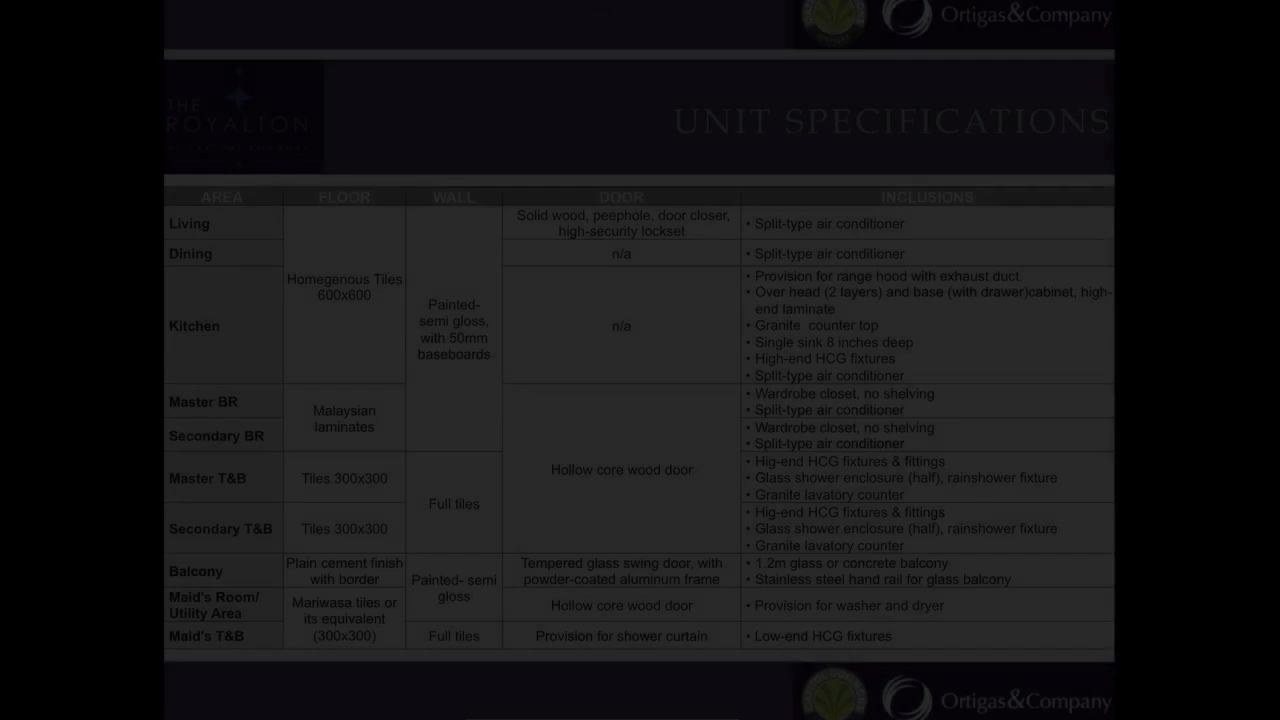 Ortigas&Company
THE
ROYALTON
UNIT SPECIFICATIONS
AREA FLOOR WALL DOOR INCLUSIONS
Living
Homegenous Tiles
600x600
Painted-
semi gloss,
with 50mm
baseboards
Solid wood, peephole, door closer,
high-security lockset
• Split-type air conditioner
Dining
n/a
• Split-type air conditioner
Kitchen
n/a
• Provision for range hood with exhaust duct.
• Over head (2 layers) and base (with drawer)cabinet, high-
end laminate
• Granite counter top
• Single sink 8 inches deep
• High-end HCG fixtures
• Split-type air conditioner
Master BR
Malaysian
laminates
Hollow core wood door
• Wardrobe closet, no shelving
• Split-type air conditioner
Secondary BR
• Wardrobe closet, no shelving
• Split-type air conditioner
Master T&B
Tiles 300x300
Full tiles
• Hig-end HCG fixtures & fittings
• Glass shower enclosure (half), rainshower fixture
• Granite lavatory counter
Secondary T&B
Tiles 300x300
• Hig-end HCG fixtures & fittings
• Glass shower enclosure (half), rainshower fixture
• Granite lavatory counter
Balcony
Plain cement finish
with border
Painted- semi
gloss
Tempered glass swing door, with
powder-coated aluminum frame
• 1.2m glass or concrete balcony
• Stainless steel hand rail for glass balcony
Maid's Room/
Utility Area
Mariwasa tiles or
its equivalent
(300x300)
Hollow core wood door
• Provision for washer and dryer
Maid's T&B
Full tiles
Provision for shower curtain
• Low-end HCG fixtures
Ortigas&Company